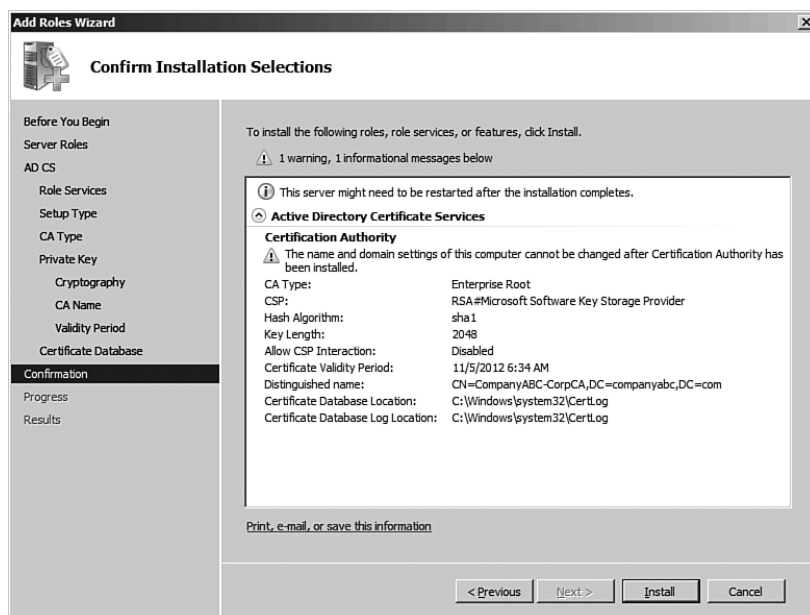 Add Roles Wizard
Confirm Installation Selections
Before You Begin
Server Roles
AD CS
Role Services
Setup Type
CA Type
Private Key
Cryptography
CA Name
Validity Period
Certificate Database
Confirmation
Progress
Results
To install the following roles, role services, or features, click Install.
1 warning, 1 informational messages below
This server might need to be restarted after the installation completes.
Active Directory Certificate Services
Certification Authority
The name and domain settings of this computer cannot be changed after Certification Authority has
been installed.
CA Type: Enterprise Root
CSP: RSA#Microsoft Software Key Storage Provider
Hash Algorithm: sha1
Key Length: 2048
Allow CSP Interaction: Disabled
Certificate Validity Period: 11/5/2012 6:34 AM
Distinguished name: CN=CompanyABC-CorpCA,DC=companyabc,DC=com
Certificate Database Location: C:\Windows\system32\CertLog
Certificate Database Log Location: C:\Windows\system32\CertLog
Print, e-mail, or save this information
< Previous Next > Install Cancel